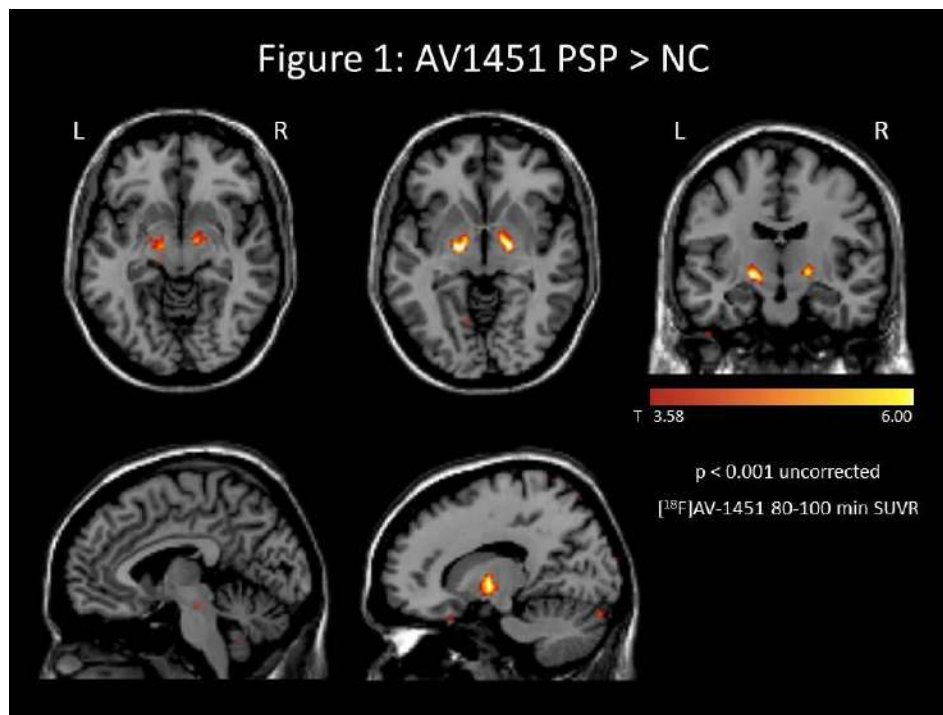 Figure 1: AV1451 PSP > NC
L R
L R
T 3.58 6.00
p < 0.001 uncorrected
[¹⁸F]AV-1451 80-100 min SUVR